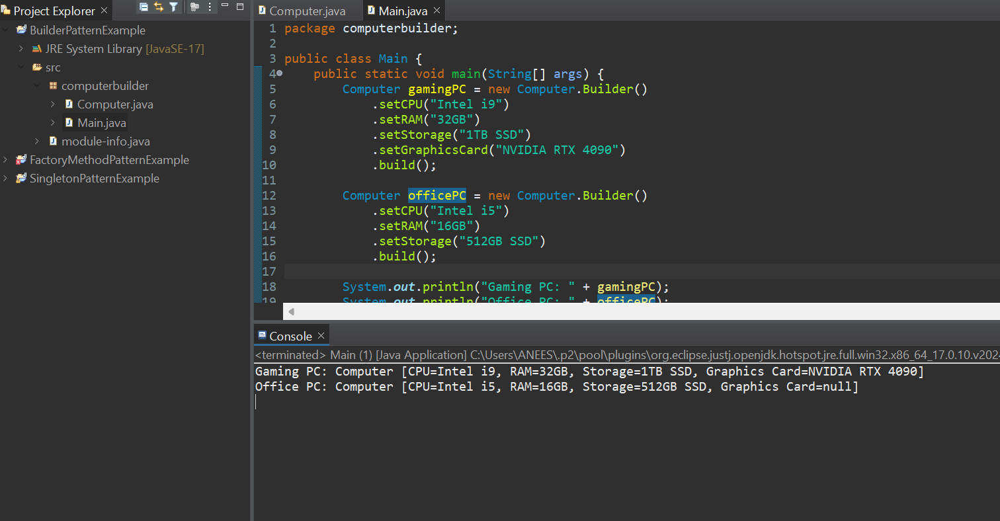 Project Explorer
BuilderPatternExample
JRE System Library [JavaSE-17]
src
computerbuilder
Computer.java
Main.java
module-info.java
FactoryMethodPatternExample
SingletonPatternExample
Computer.java Main.java
1 package computerbuilder;
2
3 public class Main {
4 public static void main(String[] args) {
5 Computer gamingPC = new Computer.Builder()
6 .setCPU("Intel i9")
7 .setRAM("32GB")
8 .setStorage("1TB SSD")
9 .setGraphicsCard("NVIDIA RTX 4090")
10 .build();
11
12 Computer officePC = new Computer.Builder()
13 .setCPU("Intel i5")
14 .setRAM("16GB")
15 .setStorage("512GB SSD")
16 .build();
17
18 System.out.println("Gaming PC: " + gamingPC);
19 System.out.println("Office PC: " + officePC);
Console
<terminated> Main (1) [Java Application] C:\Users\ANEES\.p2\pool\plugins\org.eclipse.justj.openjdk.hotspot.jre.full.win32.x86_64_17.0.10.v2024
Gaming PC: Computer [CPU=Intel i9, RAM=32GB, Storage=1TB SSD, Graphics Card=NVIDIA RTX 4090]
Office PC: Computer [CPU=Intel i5, RAM=16GB, Storage=512GB SSD, Graphics Card=null]